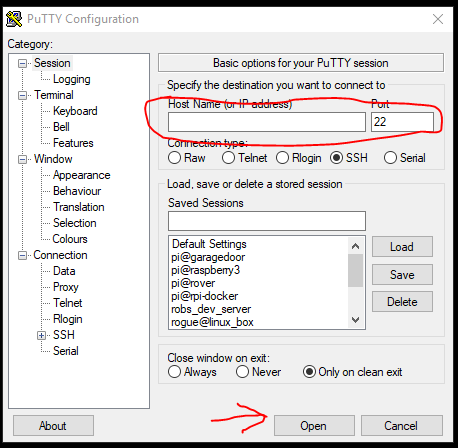 PuTTY Configuration
Category:
Session
Logging
Terminal
Keyboard
Bell
Features
Window
Appearance
Behaviour
Translation
Selection
Colours
Connection
Data
Proxy
Telnet
Rlogin
SSH
Serial
Basic options for your PuTTY session
Specify the destination you want to connect to
Host Name (or IP address) Port
22
Connection type:
Raw Telnet Rlogin SSH Serial
Load, save or delete a stored session
Saved Sessions
Default Settings
pi@garagedoor
pi@raspberry3
pi@rover
pi@rpi-docker
robs_dev_server
rogue@linux_box
Load
Save
Delete
Close window on exit:
Always Never Only on clean exit
About Open Cancel